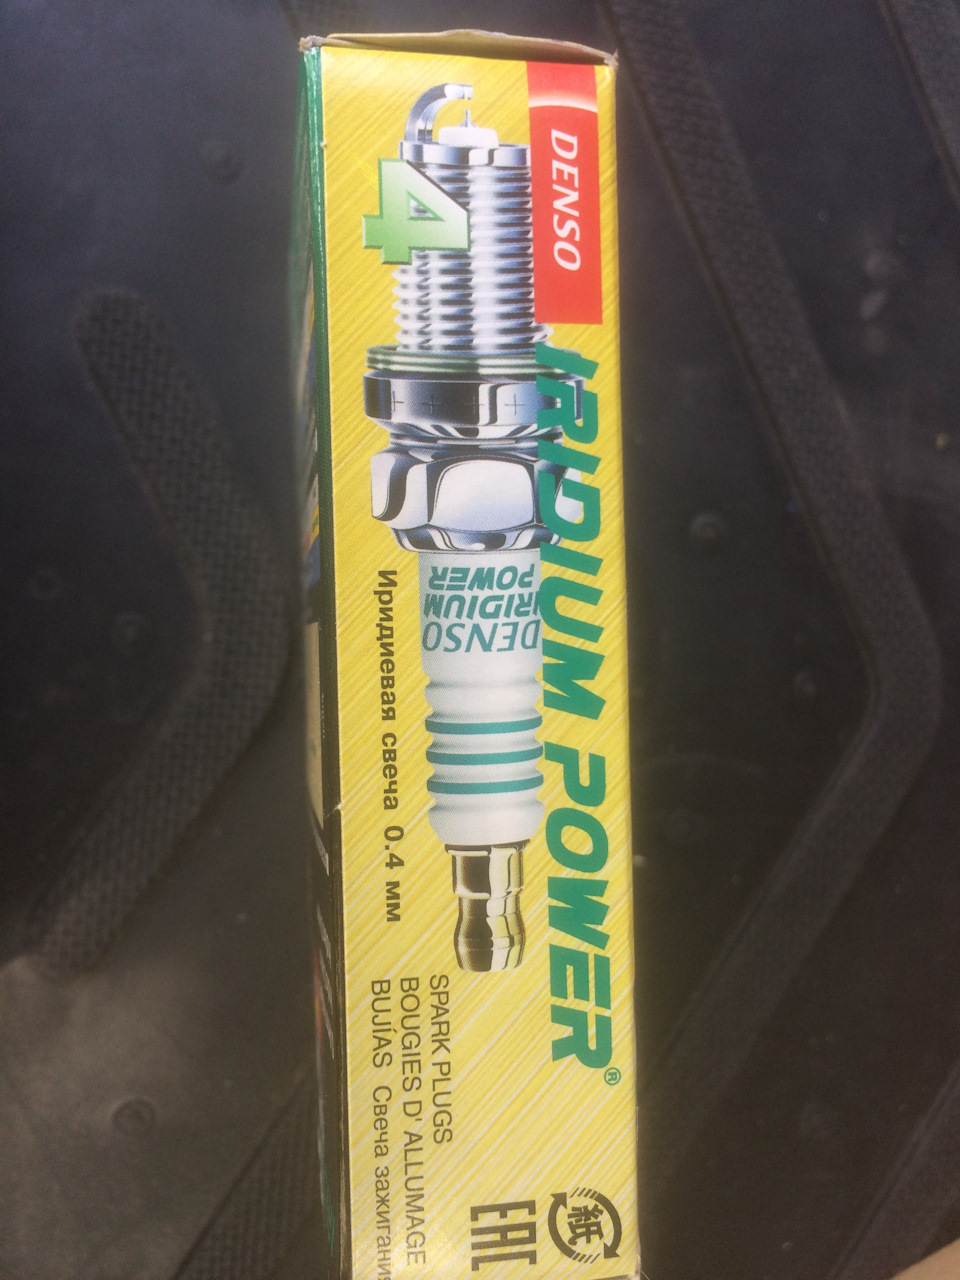 DENSO
4
IRIDIUM POWER®
DENSO
IRIDIUM
POWER
Иридиевая свеча 0.4 мм
SPARK PLUGS
BOUGIES D' ALLUMAGE
BUJÍAS Свеча зажигания
EAC
紙